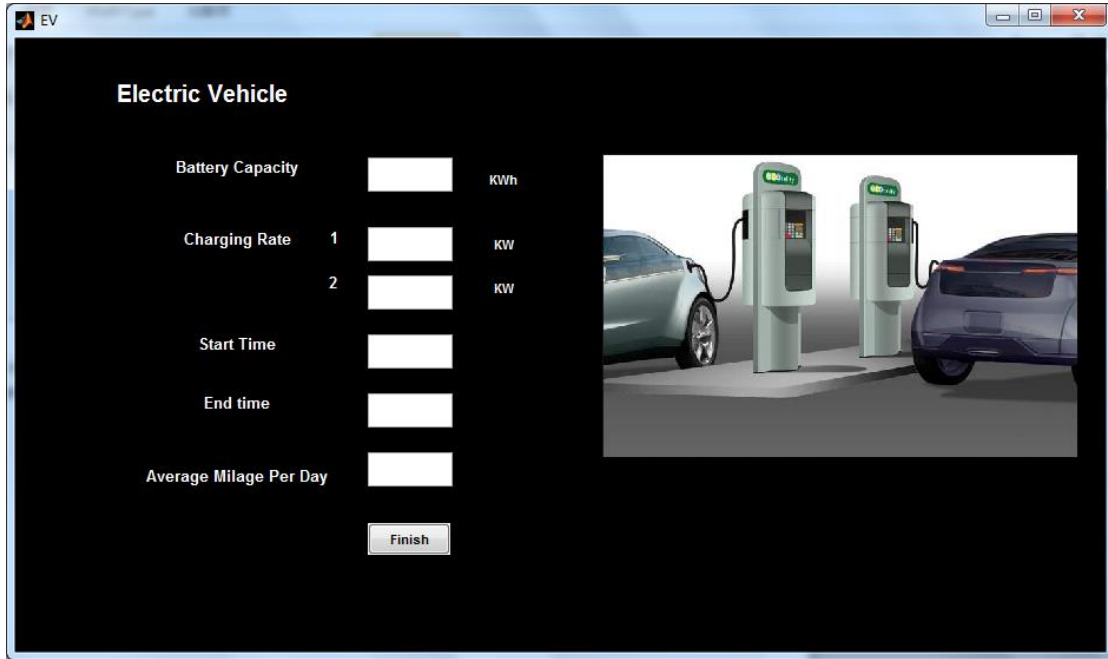 EV
Electric Vehicle
Battery Capacity KWh
Charging Rate 1 KW
2 KW
Start Time
End time
Average Milage Per Day
Finish